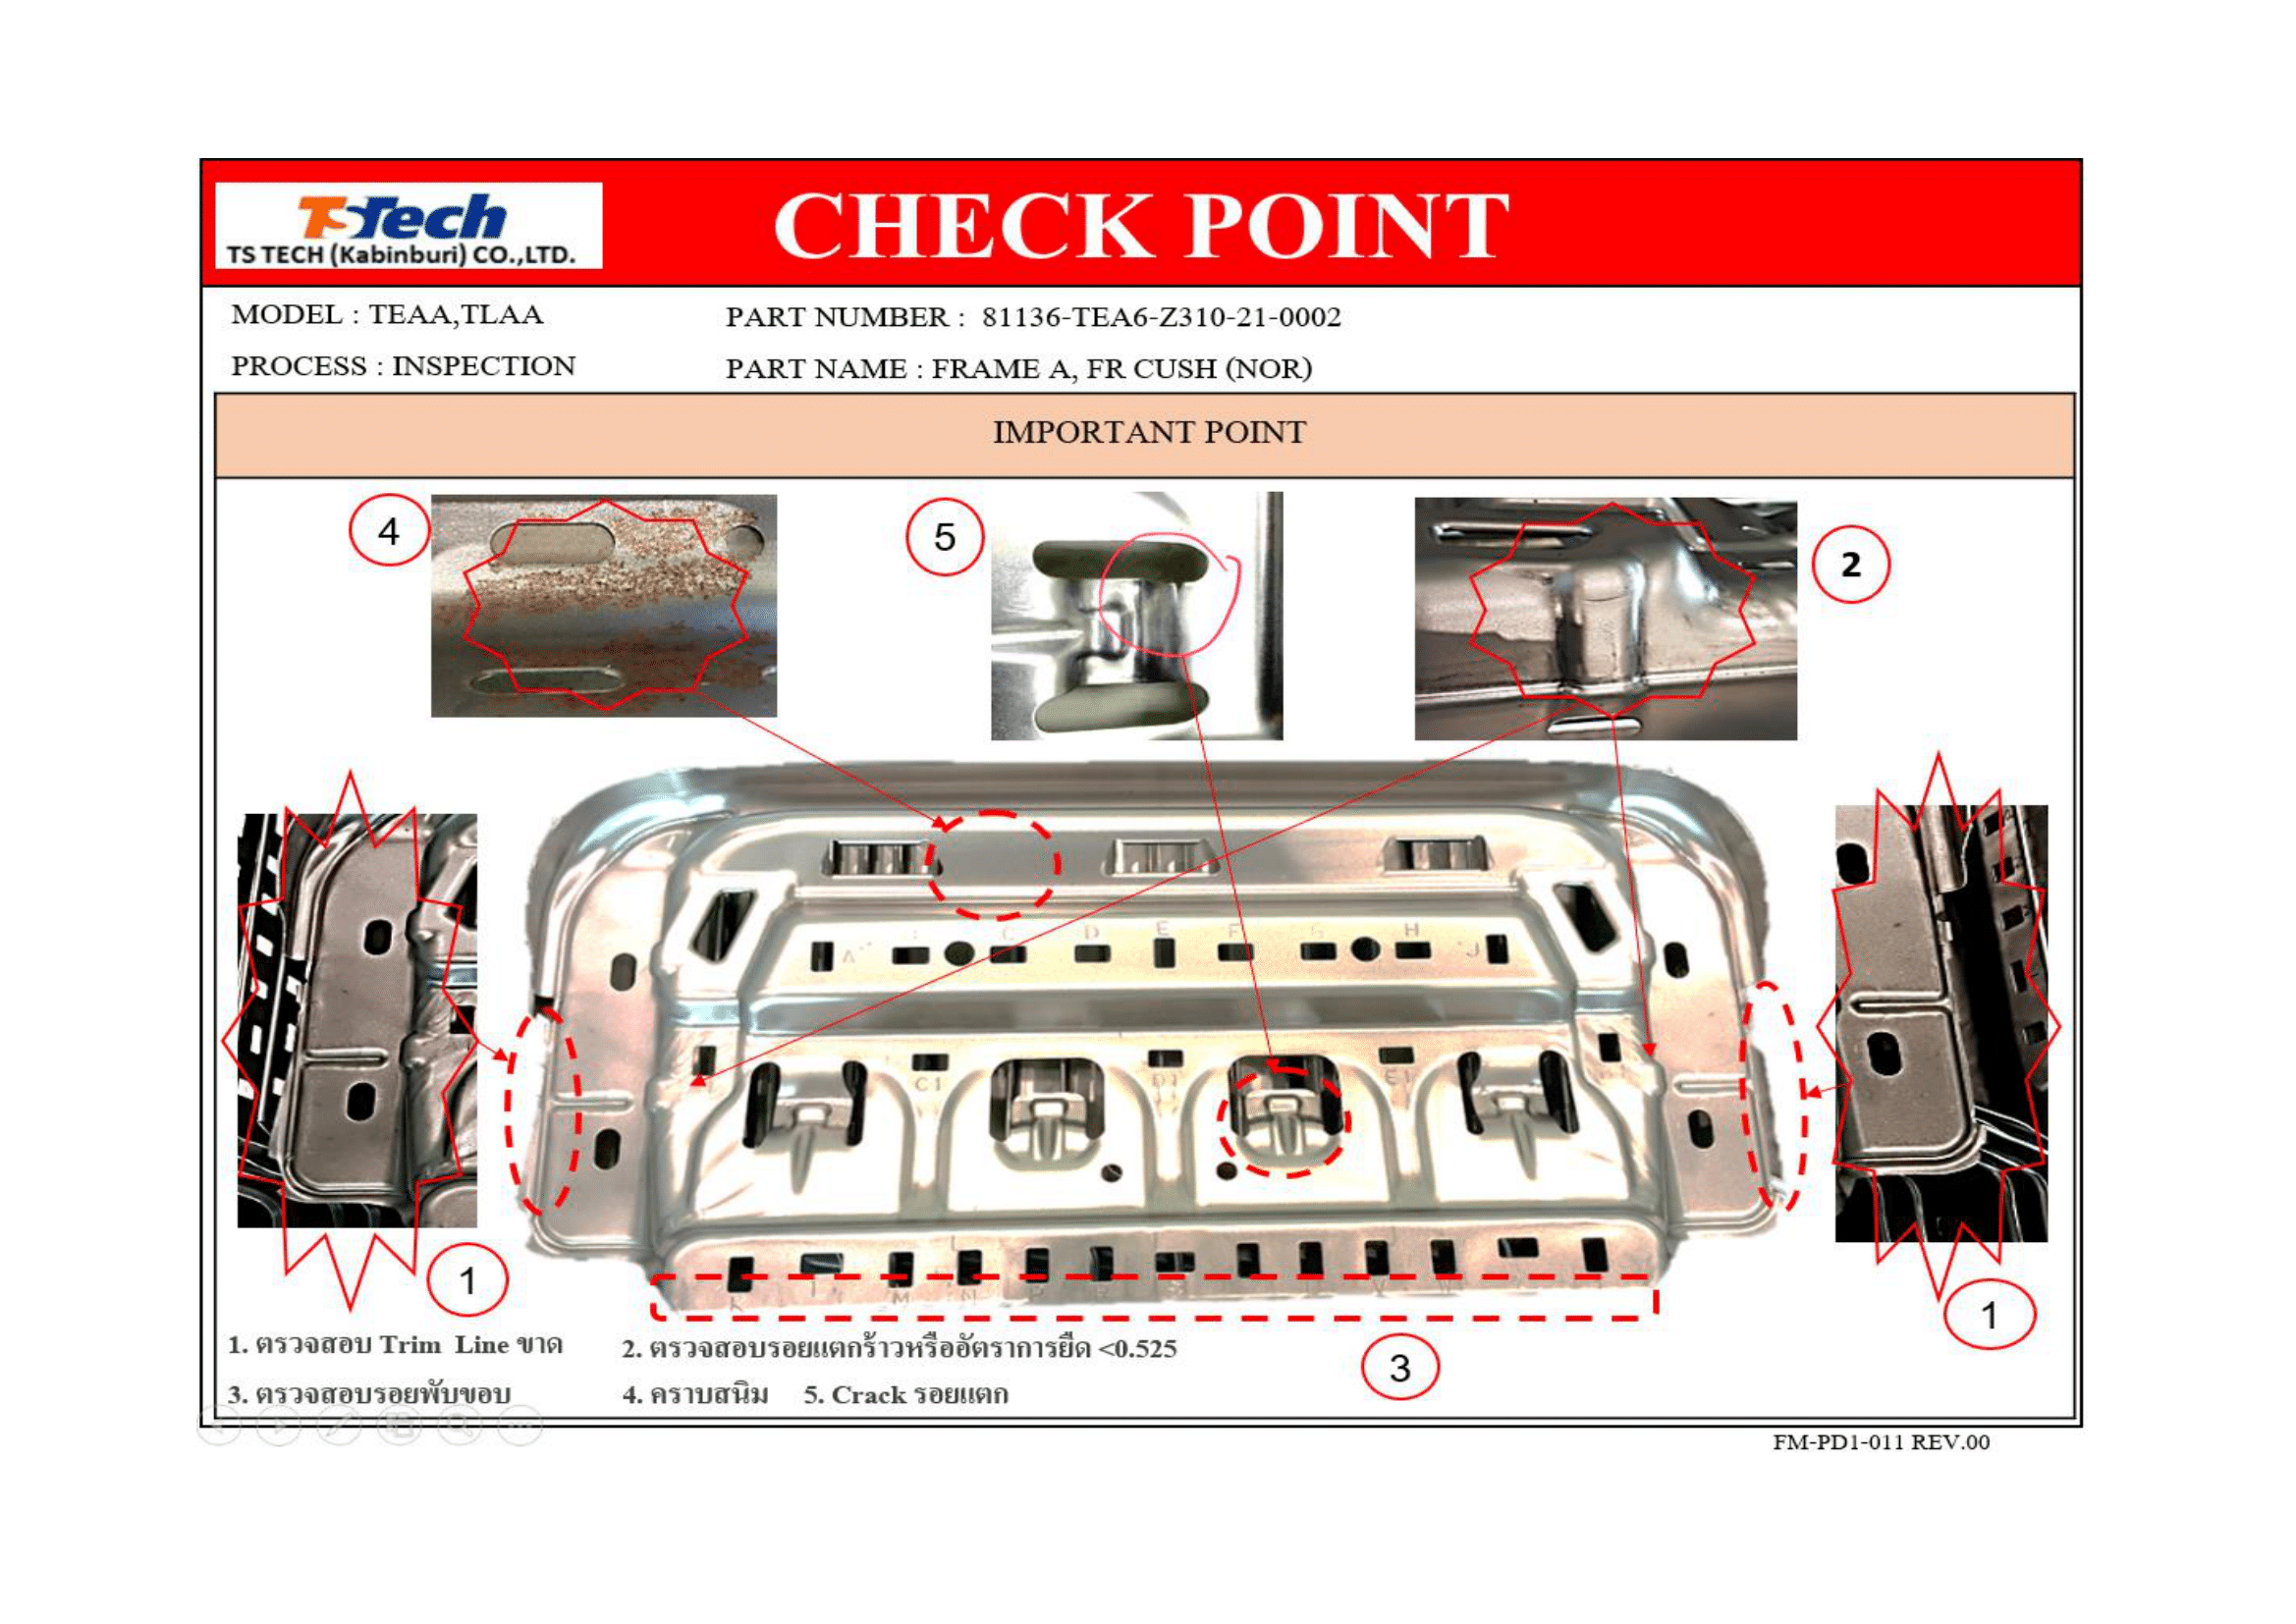 TS Tech
TS TECH (Kabinburi) CO.,LTD.
CHECK POINT
MODEL : TEAA,TLAA
PART NUMBER : 81136-TEA6-Z310-21-0002
PROCESS : INSPECTION
PART NAME : FRAME A, FR CUSH (NOR)
IMPORTANT POINT
4
5
2
A
C
D
E
F
G
H
J
C1
D1
E1
K
M
N
1
1
3
1. ตรวจสอบ Trim Line ขาด
2. ตรวจสอบรอยแตกร้าวหรืออัตราการยืด <0.525
3. ตรวจสอบรอยพับขอบ
4. คราบสนิม
5. Crack รอยแตก
FM-PD1-011 REV.00